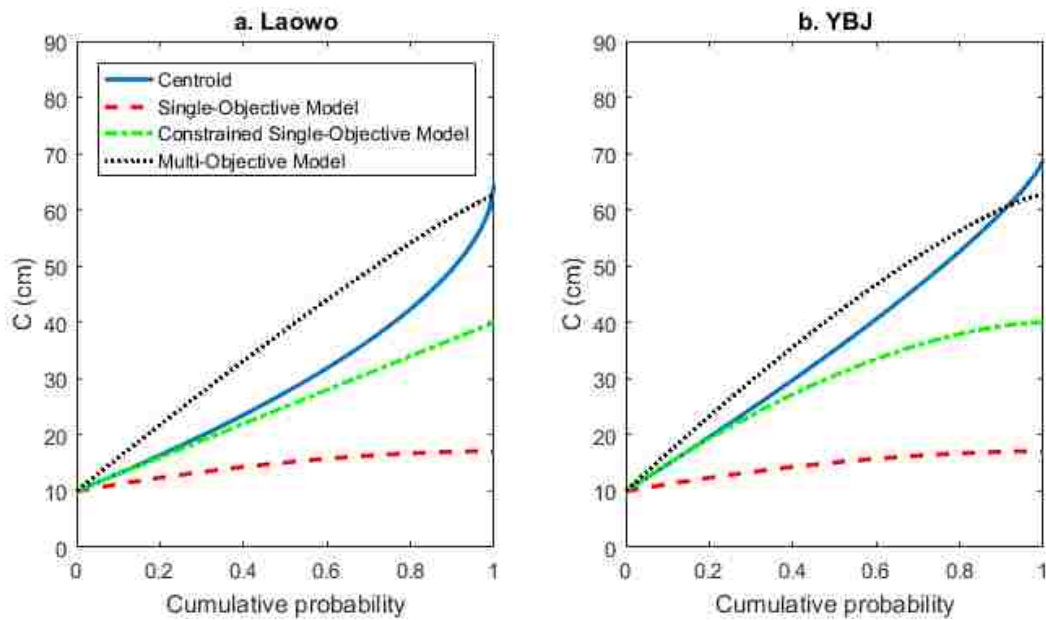 a. Laowo
90
80
70
60
50
40
30
20
10
0
C (cm)
Centroid
Single-Objective Model
Constrained Single-Objective Model
Multi-Objective Model
0 0.2 0.4 0.6 0.8 1
Cumulative probability
b. YBJ
90
80
70
60
50
40
30
20
10
0
C (cm)
0 0.2 0.4 0.6 0.8 1
Cumulative probability